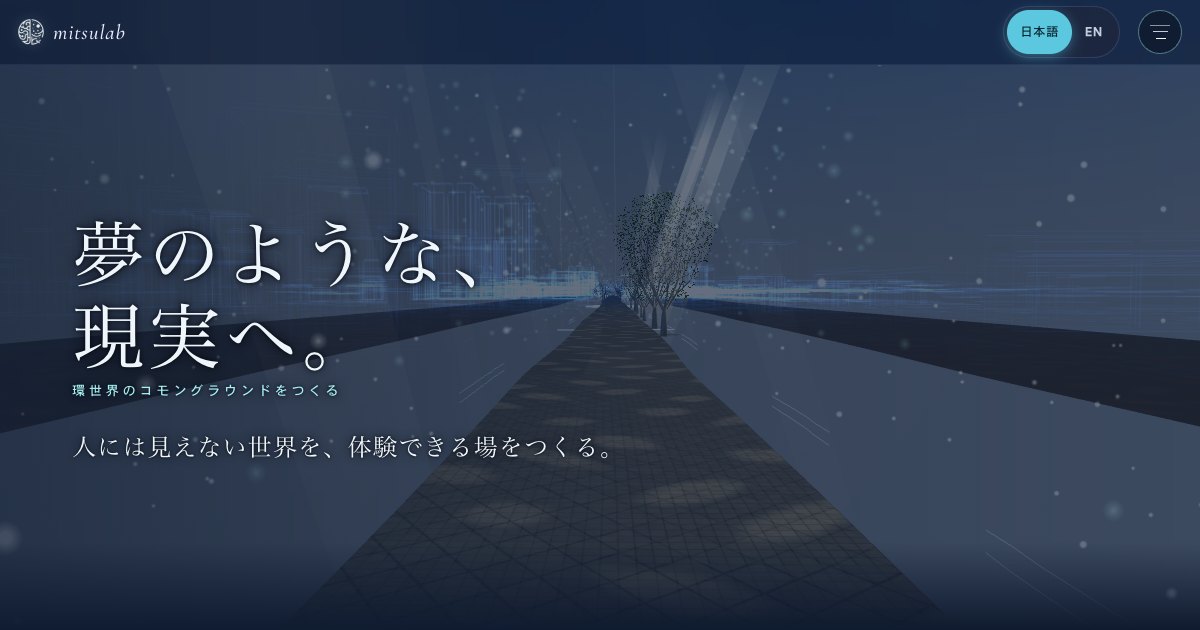 mitsulab
日本語
EN
夢のような、
現実へ。
環世界のコモングラウンドをつくる
人には見えない世界を、体験できる場をつくる。